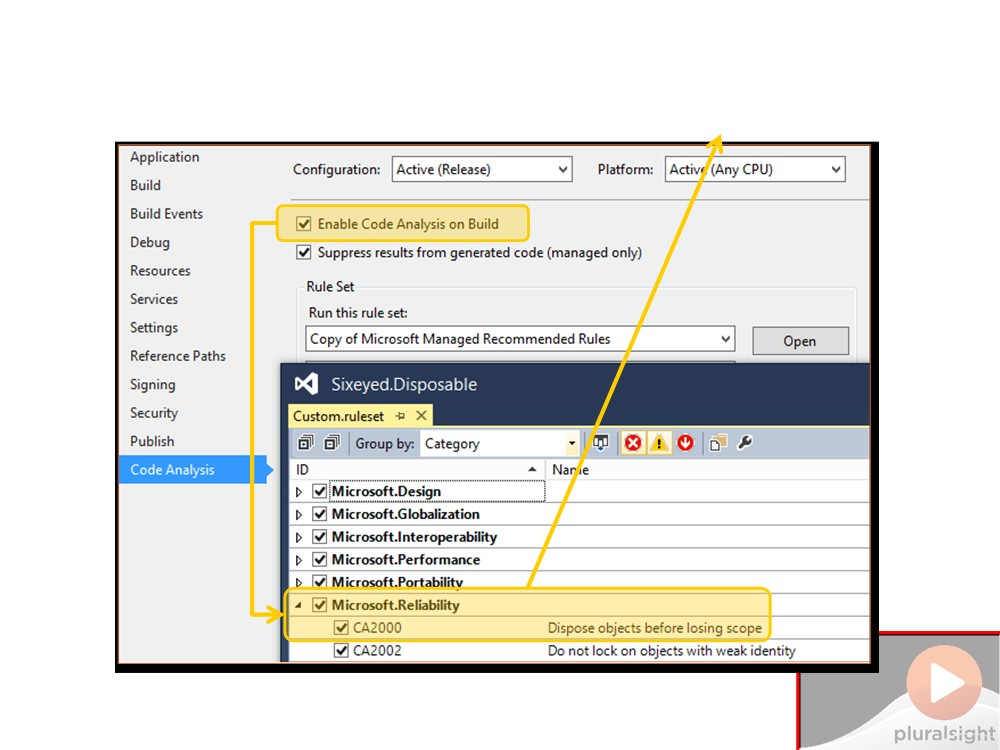 Application
Build
Build Events
Debug
Resources
Services
Settings
Reference Paths
Signing
Security
Publish
Code Analysis
Configuration: Active (Release) Platform: Active (Any CPU)
Enable Code Analysis on Build
Suppress results from generated code (managed only)
Rule Set
Run this rule set:
Copy of Microsoft Managed Recommended Rules Open
Sixeyed.Disposable
Custom.ruleset
Group by: Category
ID Name
Microsoft.Design
Microsoft.Globalization
Microsoft.Interoperability
Microsoft.Performance
Microsoft.Portability
Microsoft.Reliability
CA2000 Dispose objects before losing scope
CA2002 Do not lock on objects with weak identity
pluralsight